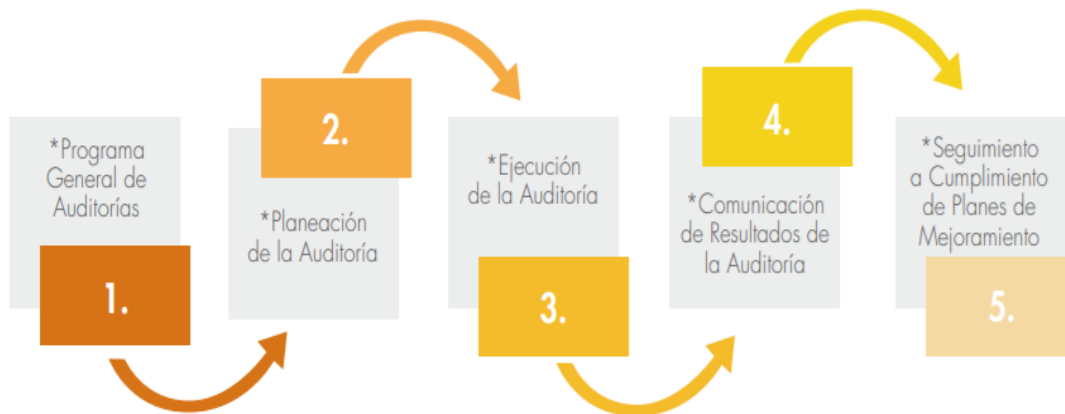 *Programa
General de
Auditorías
1.
2.
*Planeación
de la Auditoría
*Ejecución
de la Auditoría
3.
4.
*Comunicación
de Resultados de
la Auditoría
*Seguimiento
a Cumplimiento
de Planes de
Mejoramiento
5.